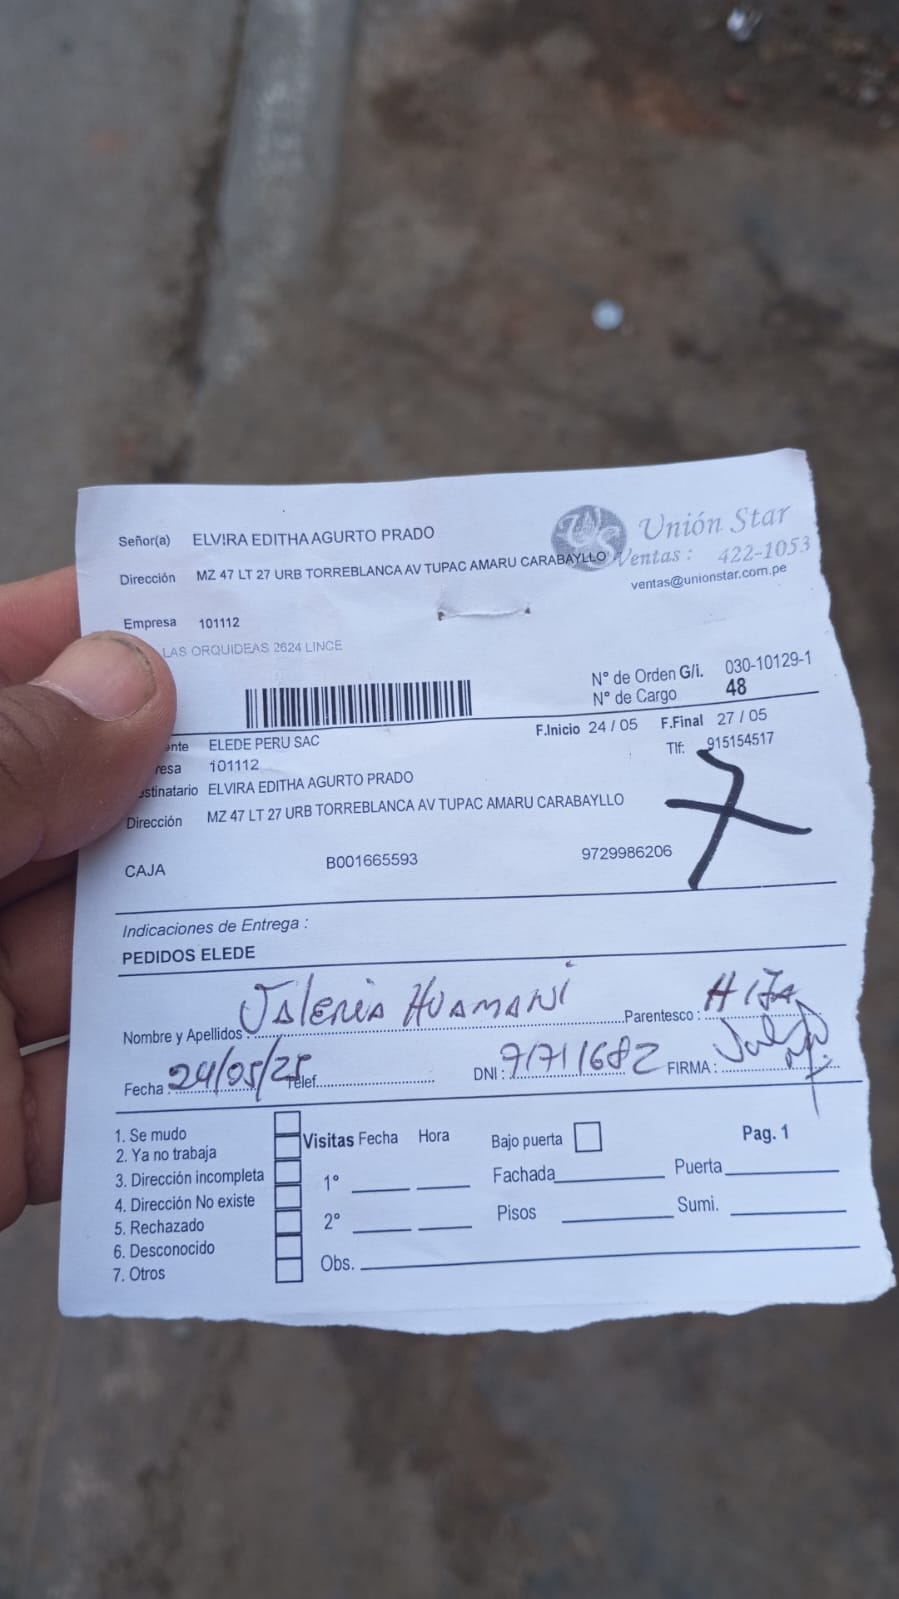 Señor(a) ELVIRA EDITHA AGURTO PRADO
Unión Star
Dirección MZ 47 LT 27 URB TORREBLANCA AV TUPAC AMARU CARABAYLLO
Ventas : 422-1053
ventas@unionstar.com.pe
Empresa 101112
LAS ORQUIDEAS 2624 LINCE
N° de Orden G/i. 030-10129-1
N° de Cargo 48
F.Inicio 24 / 05 F.Final 27 / 05
ente ELEDE PERU SAC
Tlf: 915154517
resa 101112
estinatario ELVIRA EDITHA AGURTO PRADO
Dirección MZ 47 LT 27 URB TORREBLANCA AV TUPAC AMARU CARABAYLLO
7
CAJA B001665593 9729986206
Indicaciones de Entrega :
PEDIDOS ELEDE
Nombre y Apellidos : Valeria Huamaní Parentesco : HIJA
Fecha : 24/05/25 Telef. DNI : 71711682 FIRMA :
1. Se mudo
2. Ya no trabaja
3. Dirección incompleta
4. Dirección No existe
5. Rechazado
6. Desconocido
7. Otros
Visitas Fecha Hora
1°
2°
Obs.
Bajo puerta
Pag. 1
Fachada Puerta
Pisos Sumi.